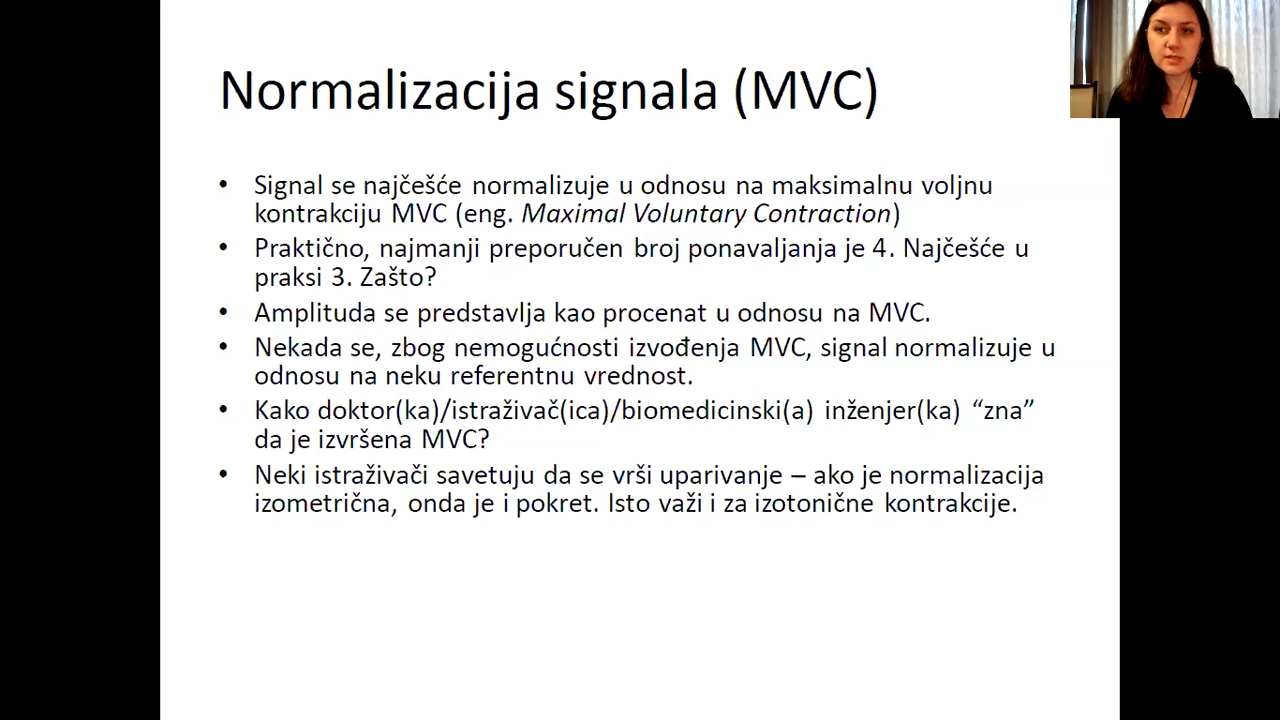 Normalizacija signala (MVC)
• Signal se najčešće normalizuje u odnosu na maksimalnu voljnu
kontrakciju MVC (eng. Maximal Voluntary Contraction)
• Praktično, najmanji preporučen broj ponavaljanja je 4. Najčešće u
praksi 3. Zašto?
• Amplituda se predstavlja kao procenat u odnosu na MVC.
• Nekada se, zbog nemogućnosti izvođenja MVC, signal normalizuje u
odnosu na neku referentnu vrednost.
• Kako doktor(ka)/istraživač(ica)/biomedicinski(a) inženjer(ka) “zna”
da je izvršena MVC?
• Neki istraživači savetuju da se vrši uparivanje – ako je normalizacija
izometrična, onda je i pokret. Isto važi i za izotonične kontrakcije.